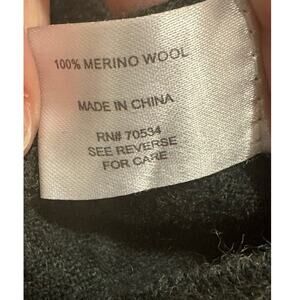 100% MERINO WOOL
MADE IN CHINA
RN# 70534
SEE REVERSE
FOR CARE